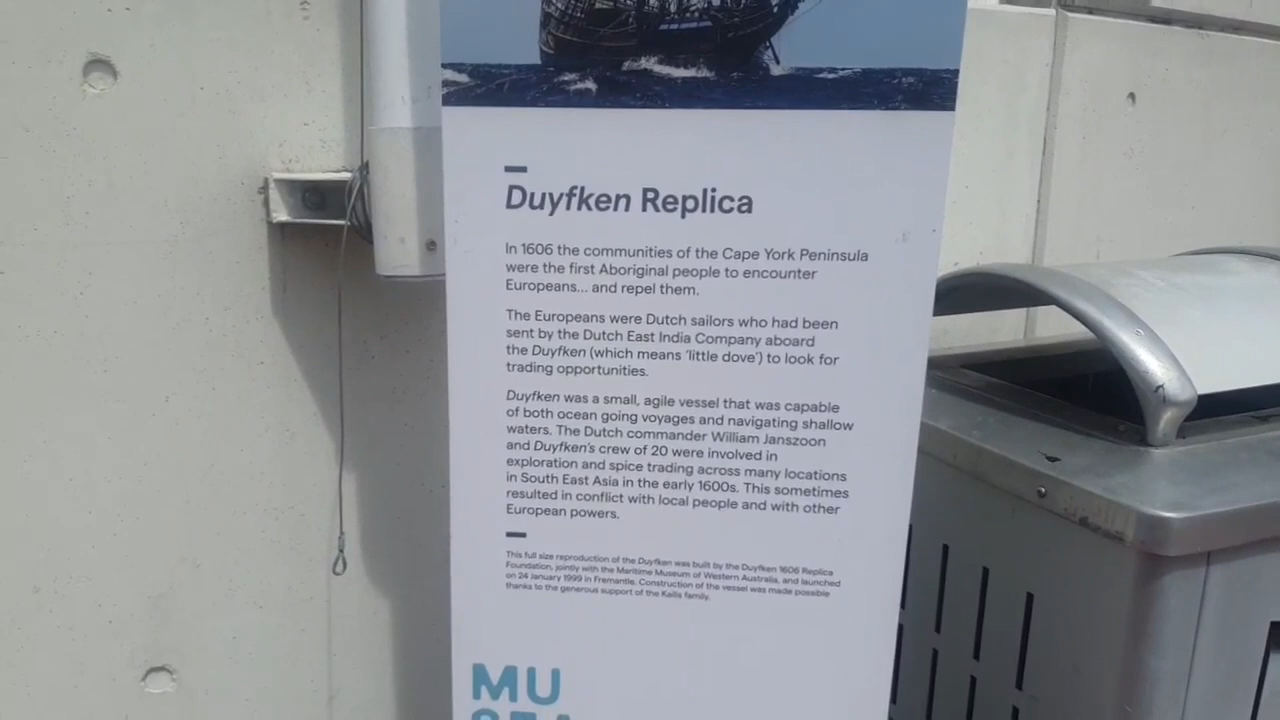 Duyfken Replica
In 1606 the communities of the Cape York Peninsula
were the first Aboriginal people to encounter
Europeans... and repel them.
The Europeans were Dutch sailors who had been
sent by the Dutch East India Company aboard
the Duyfken (which means 'little dove') to look for
trading opportunities.
Duyfken was a small, agile vessel that was capable
of both ocean going voyages and navigating shallow
waters. The Dutch commander William Janszoon
and Duyfken's crew of 20 were involved in
exploration and spice trading across many locations
in South East Asia in the early 1600s. This sometimes
resulted in conflict with local people and with other
European powers.
This full size reproduction of the Duyfken was built by the Duyfken 1606 Replica
Foundation, jointly with the Maritime Museum of Western Australia, and launched
on 24 January 1999 in Fremantle. Construction of the vessel was made possible
thanks to the generous support of the Kailis family.
MU